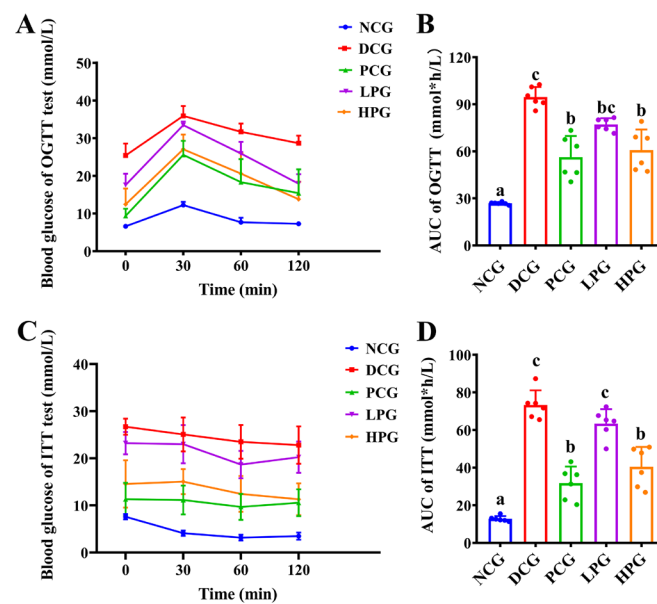 A
Blood glucose of OGTT test (mmol/L)
50
40
30
20
10
0
0 30 60 120
Time (min)
NCG
DCG
PCG
LPG
HPG
B
AUC of OGTT (mmol*h/L)
120
90
60
30
0
a
c
b
bc
b
NCG
DCG
PCG
LPG
HPG
C
Blood glucose of ITT test (mmol/L)
40
30
20
10
0
0 30 60 120
Time (min)
NCG
DCG
PCG
LPG
HPG
D
AUC of ITT (mmol*h/L)
100
80
60
40
20
0
a
c
b
c
b
NCG
DCG
PCG
LPG
HPG